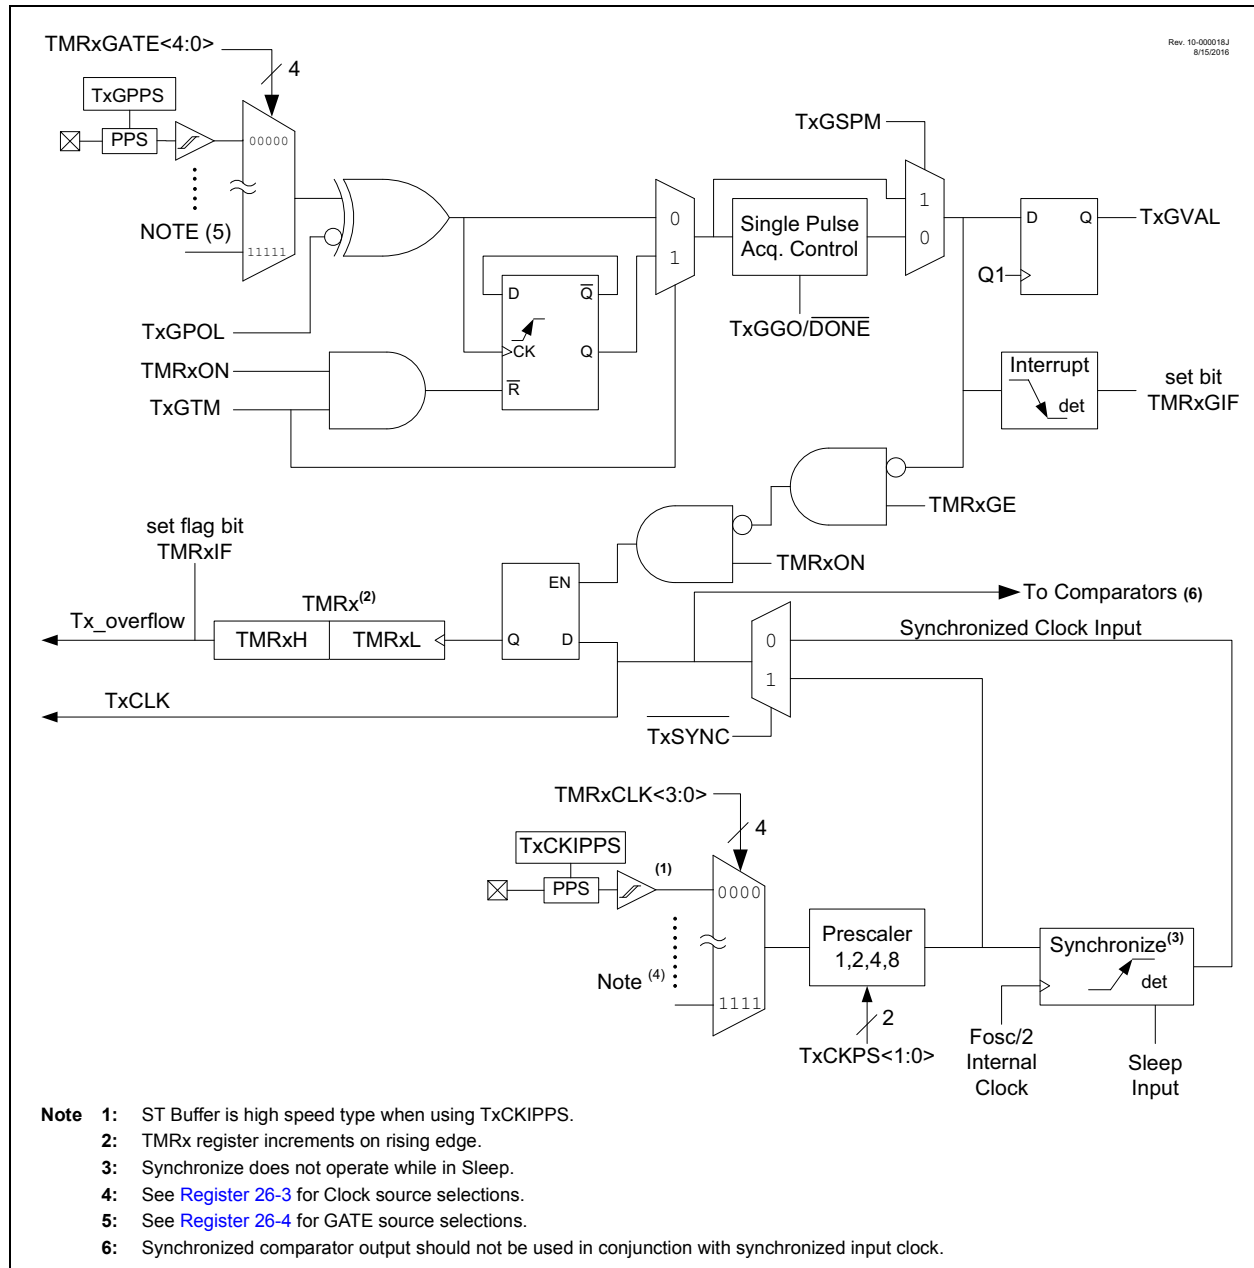 Rev. 10-000018J
8/15/2016
TMRxGATE<4:0>
4
TxGPPS
PPS
00000
NOTE (5)
11111
TxGPOL
TMRxON
TxGTM
D
Q
CK
Q
R
0
1
Single Pulse
Acq. Control
TxGGO/DONE
TxGSPM
1
0
D
Q
Q1
TxGVAL
Interrupt
det
set bit
TMRxGIF
TMRxGE
TMRxON
set flag bit
TMRxIF
Tx_overflow
TMRx(2)
TMRxH
TMRxL
EN
Q
D
To Comparators (6)
Synchronized Clock Input
0
1
TxCLK
TxSYNC
TMRxCLK<3:0>
4
TxCKIPPS
PPS
(1)
0000
Note (4)
1111
Prescaler
1,2,4,8
2
TxCKPS<1:0>
Synchronize(3)
det
Fosc/2
Internal
Clock
Sleep
Input
Note 1: ST Buffer is high speed type when using TxCKIPPS.
2: TMRx register increments on rising edge.
3: Synchronize does not operate while in Sleep.
4: See Register 26-3 for Clock source selections.
5: See Register 26-4 for GATE source selections.
6: Synchronized comparator output should not be used in conjunction with synchronized input clock.